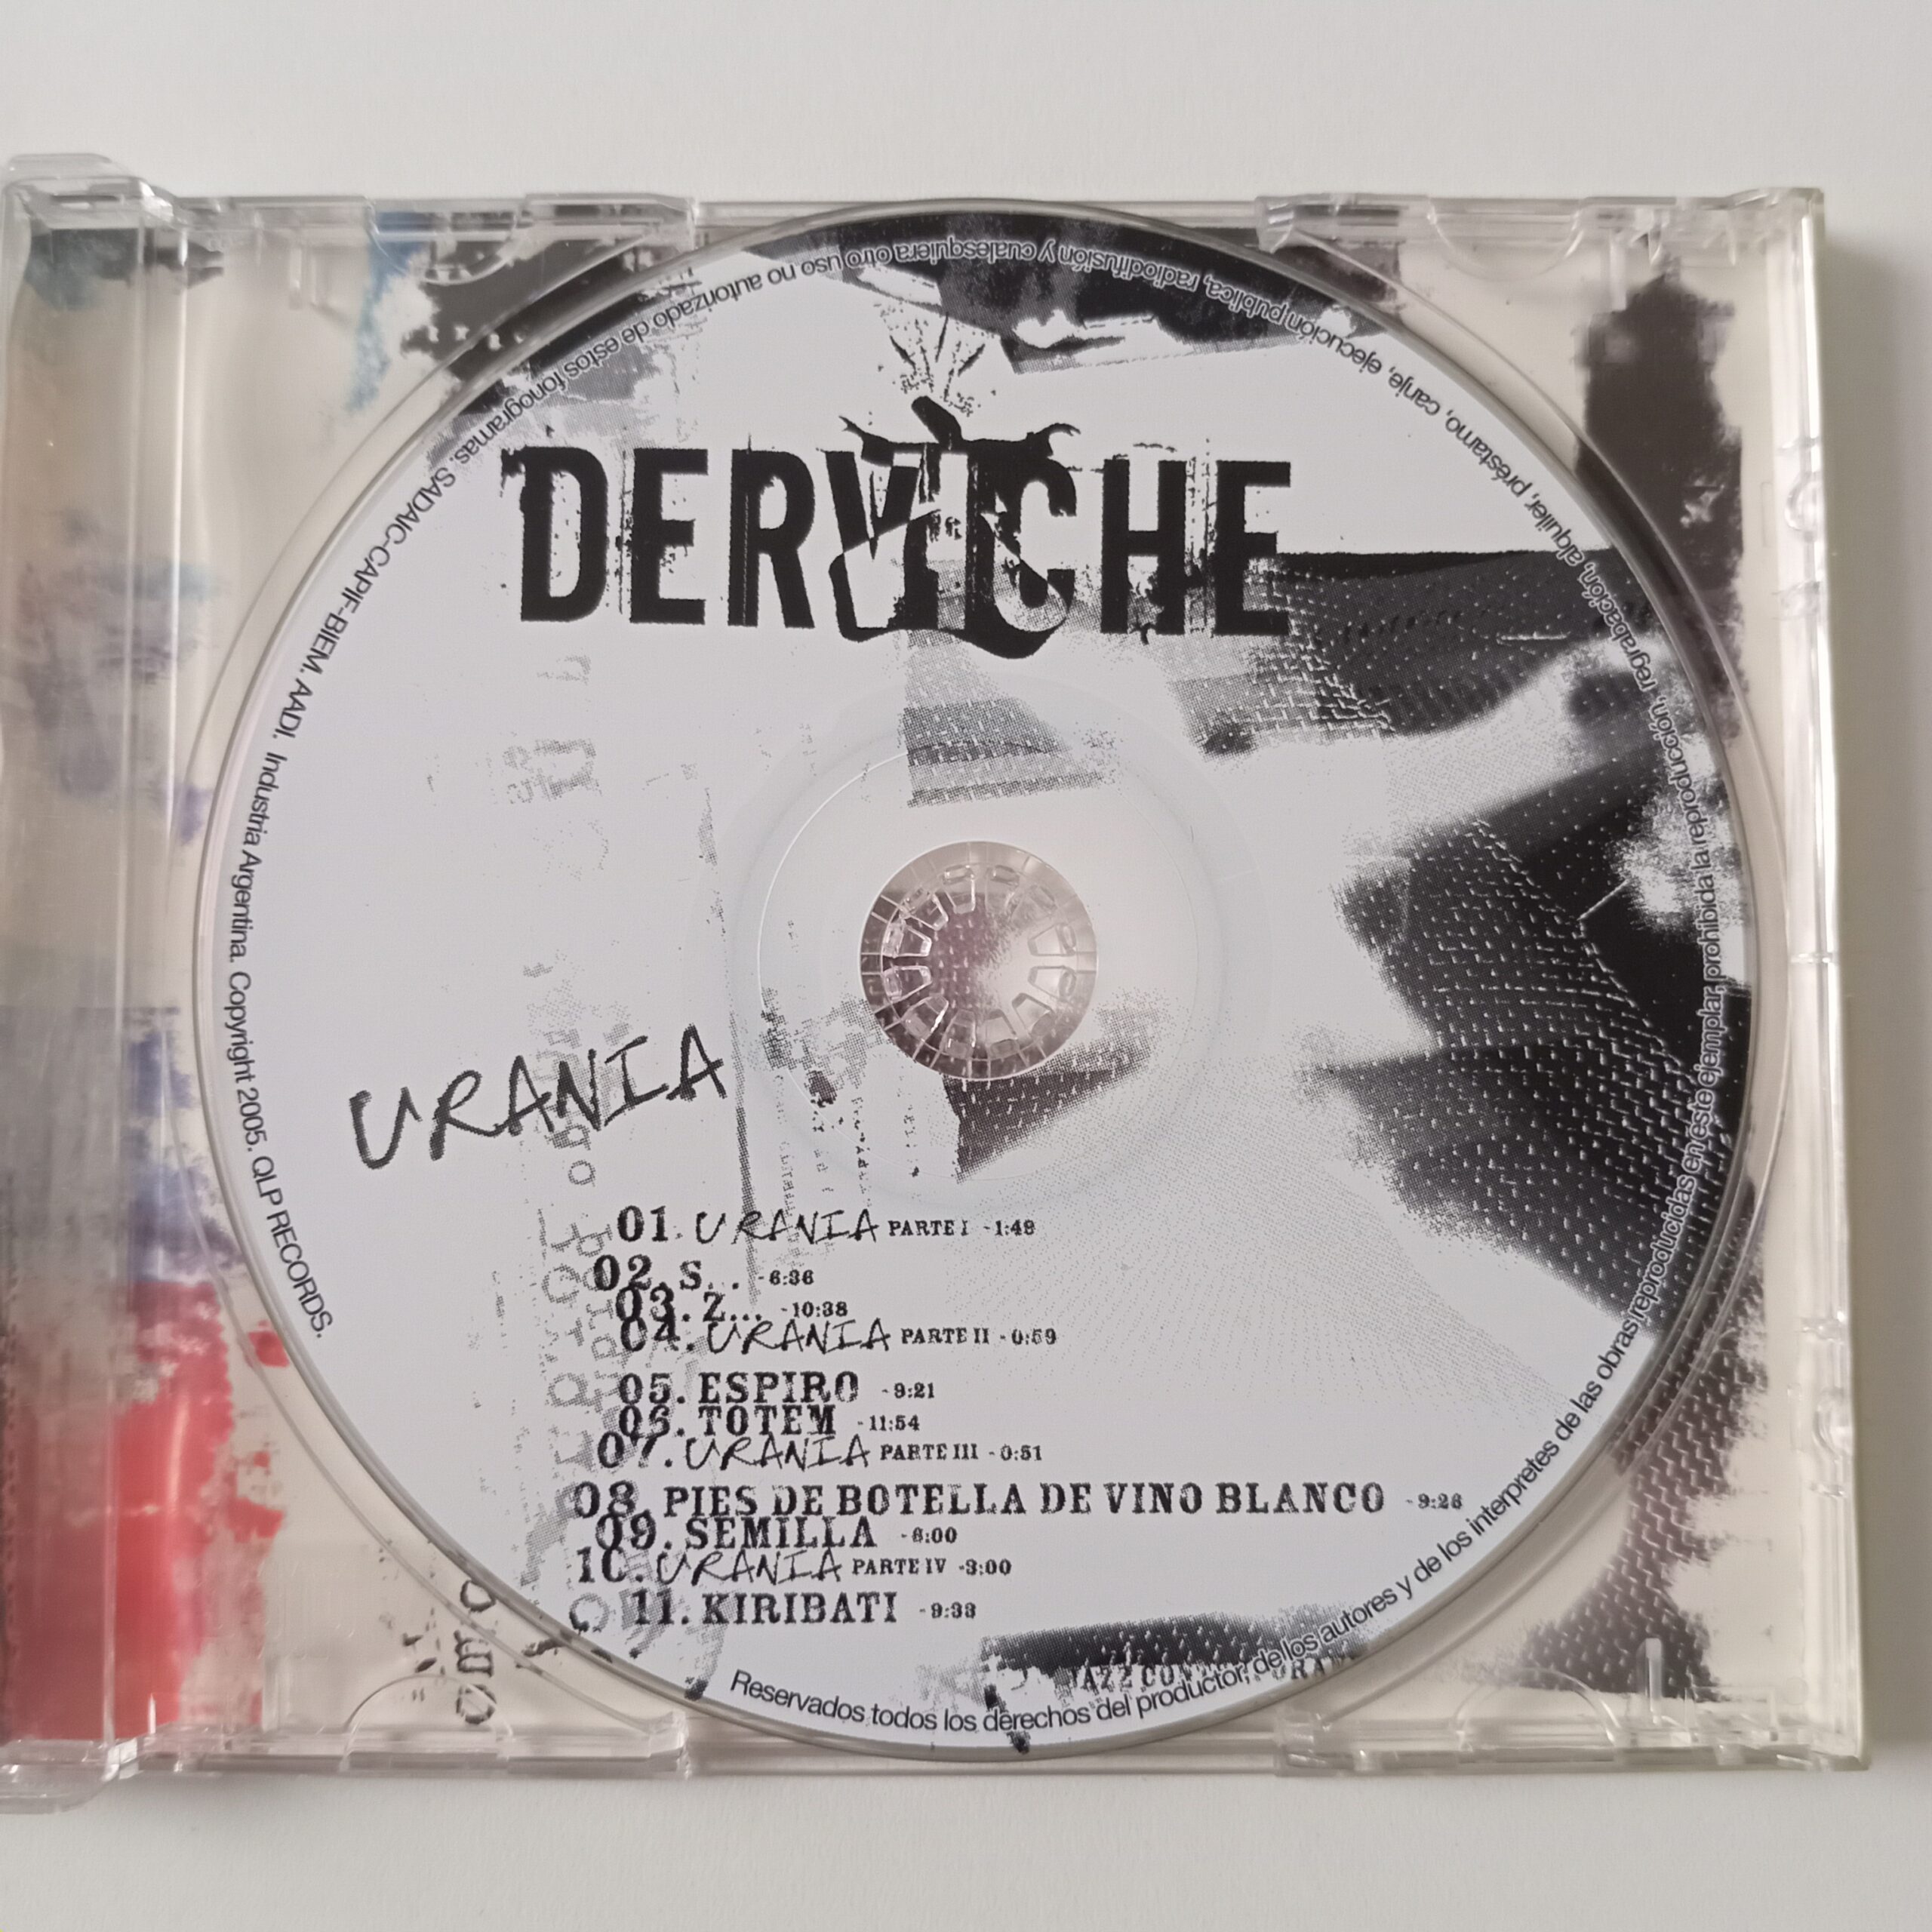 DERVICHE
URANIA
01. URANIA PARTE I - 1:48
02. S... - 6:36
03. Z... - 10:38
04. URANIA PARTE II - 0:59
05. ESPIRO - 9:21
06. TOTEM - 11:54
07. URANIA PARTE III - 0:51
08. PIES DE BOTELLA DE VINO BLANCO - 9:26
09. SEMILLA - 6:00
10. URANIA PARTE IV - 3:00
11. KIRIBATI - 9:38
Reservados todos los derechos del productor, de los autores y de los interpretes de las obras reproducidas en este ejemplar, prohibida la reproducción, regrabación, alquiler, préstamo, canje, ejecución publica, radiodifusión y cualesquiera otro uso no autorizado de estos fonogramas. SADAIC-CAPIF-BIEM. AADI. Industria Argentina. Copyright 2005. QLP RECORDS.